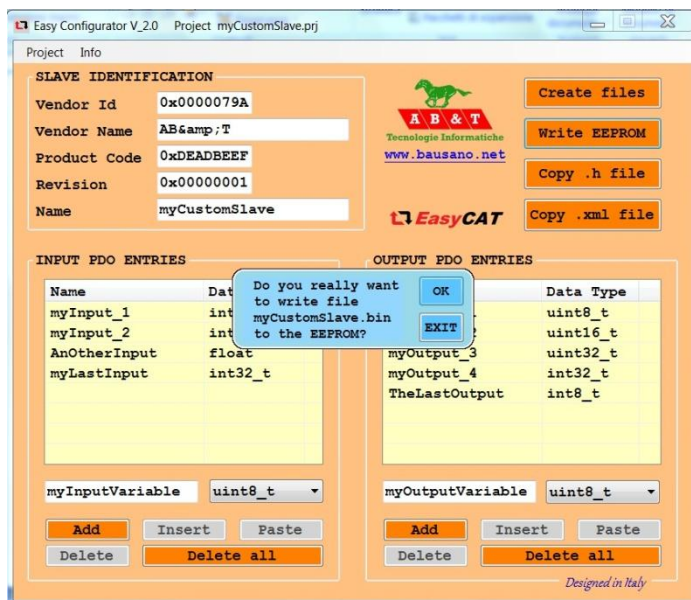 Easy Configurator V_2.0 Project myCustomSlave.prj
Project Info
SLAVE IDENTIFICATION
Vendor Id 0x0000079A
Vendor Name AB&amp;T
Product Code 0xDEADBEEF
Revision 0x00000001
Name myCustomSlave
AB&T
Tecnologie Informatiche
www.bausano.net
EasyCAT
Create files
Write EEPROM
Copy .h file
Copy .xml file
INPUT PDO ENTRIES
Name Dat
myInput_1 int
myInput_2 int
AnOtherInput float
myLastInput int32_t
myInputVariable uint8_t
Add Insert Paste
Delete Delete all
Do you really want
to write file
myCustomSlave.bin
to the EEPROM?
OK
EXIT
OUTPUT PDO ENTRIES
Data Type
uint8_t
uint16_t
myOutput_3 uint32_t
myOutput_4 int32_t
TheLastOutput int8_t
myOutputVariable uint8_t
Add Insert Paste
Delete Delete all
Designed in Italy